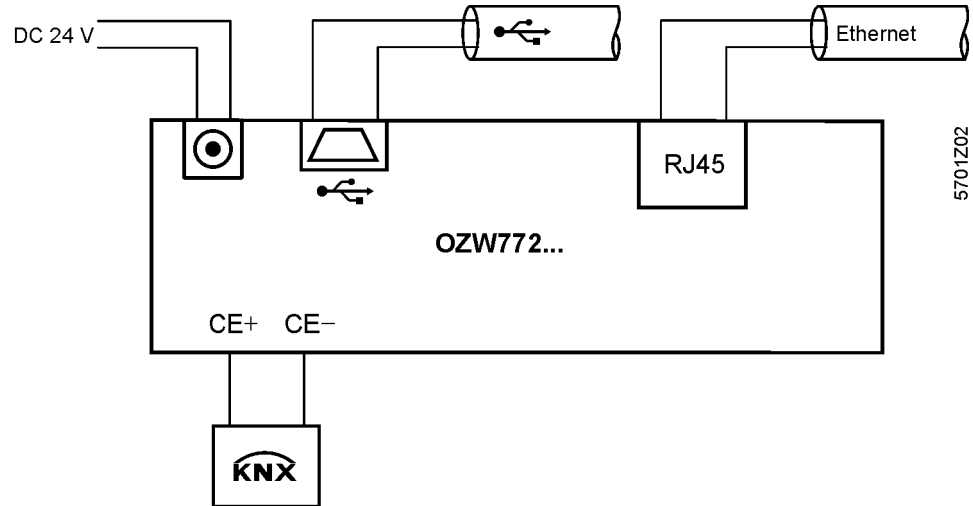 DC 24 V
Ethernet
RJ45
5701Z02
OZW772...
CE+ CE−
KNX